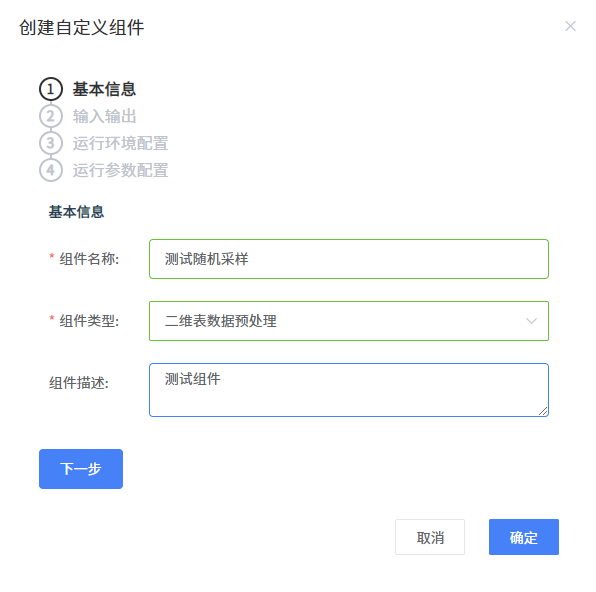 创建自定义组件
1 基本信息
2 输入输出
3 运行环境配置
4 运行参数配置
基本信息
* 组件名称: 测试随机采样
* 组件类型: 二维表数据预处理
组件描述: 测试组件
下一步
取消 确定